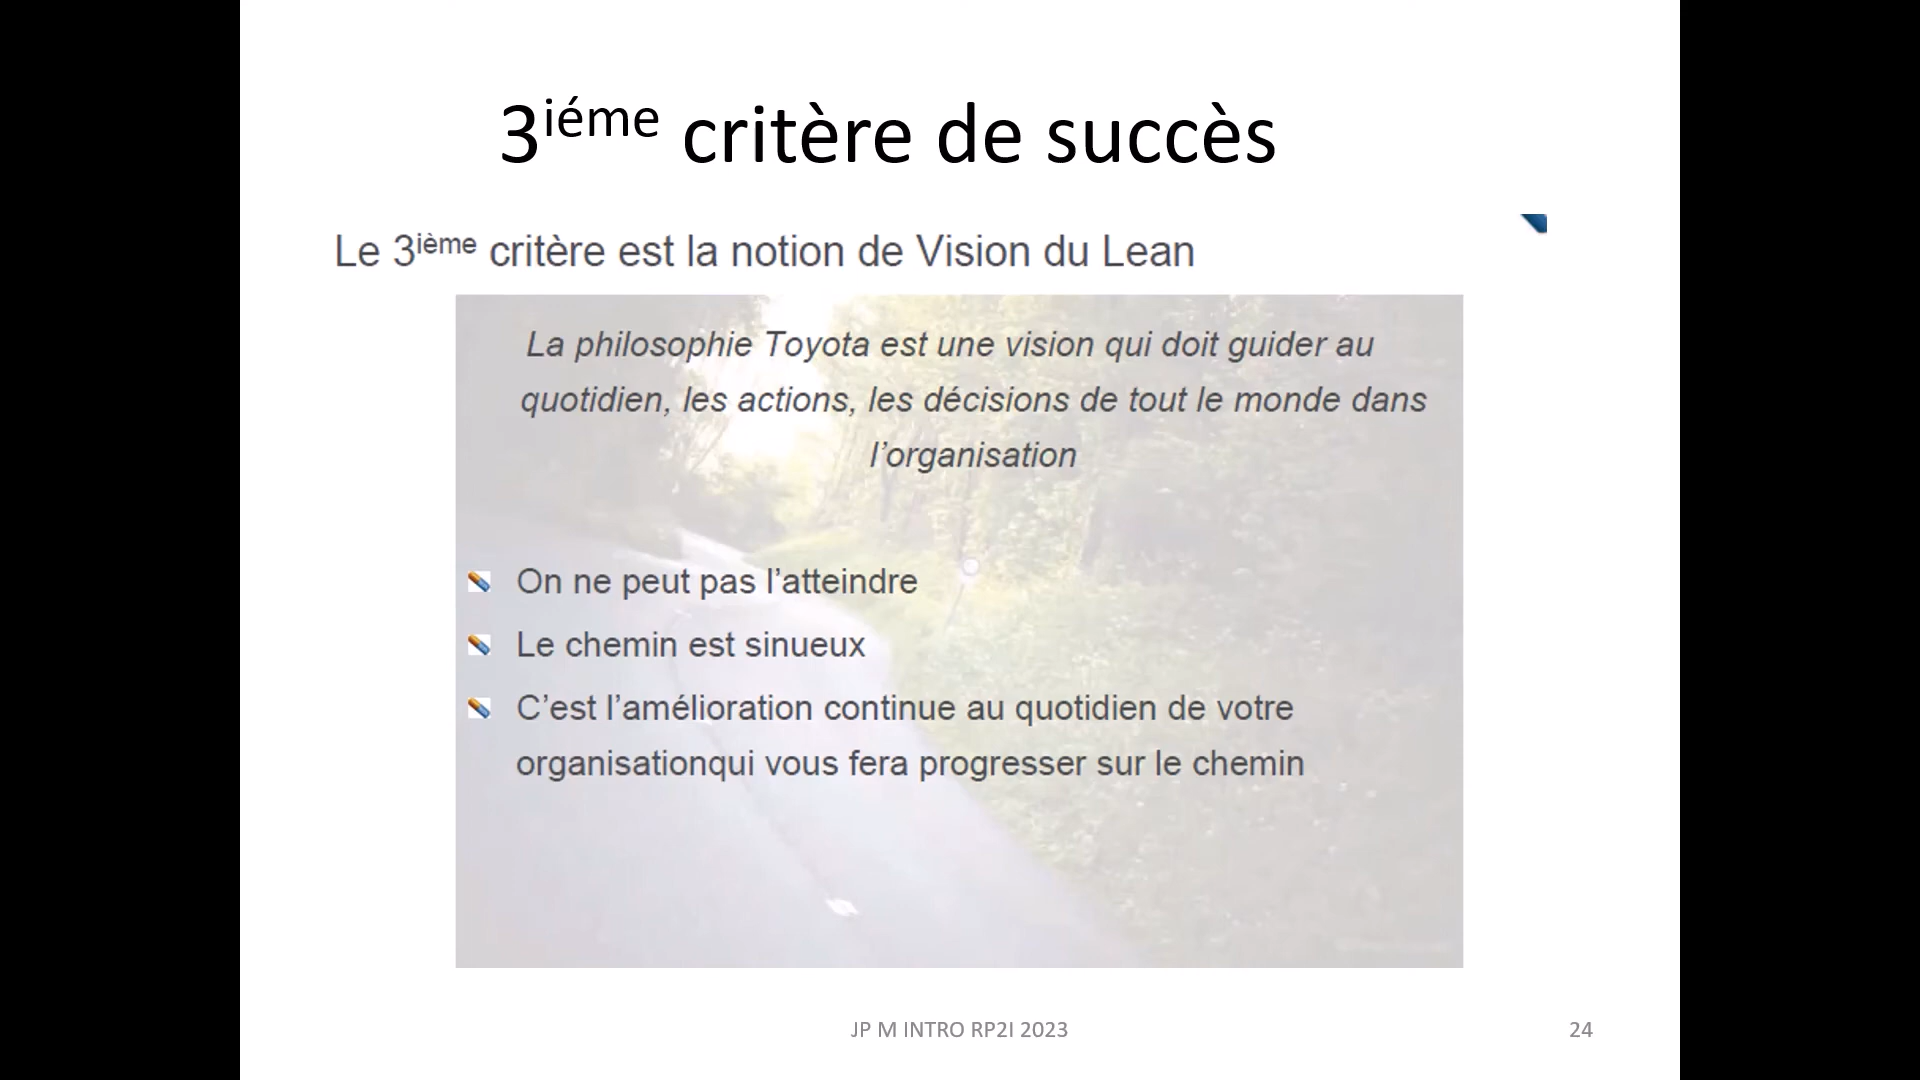 3iéme critère de succès
Le 3ième critère est la notion de Vision du Lean
La philosophie Toyota est une vision qui doit guider au
quotidien, les actions, les décisions de tout le monde dans
l’organisation
On ne peut pas l’atteindre
Le chemin est sinueux
C’est l’amélioration continue au quotidien de votre
organisationqui vous fera progresser sur le chemin
JP M INTRO RP2I 2023
24